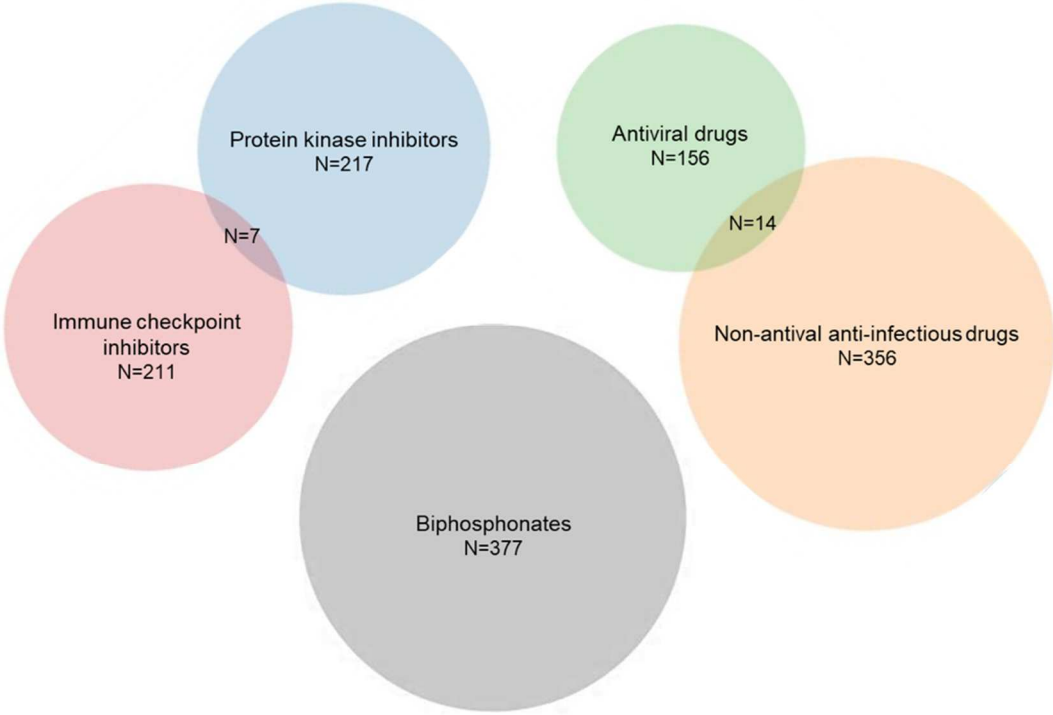 Protein kinase inhibitors
N=217
Antiviral drugs
N=156
N=7
N=14
Immune checkpoint
inhibitors
N=211
Non-antival anti-infectious drugs
N=356
Biphosphonates
N=377